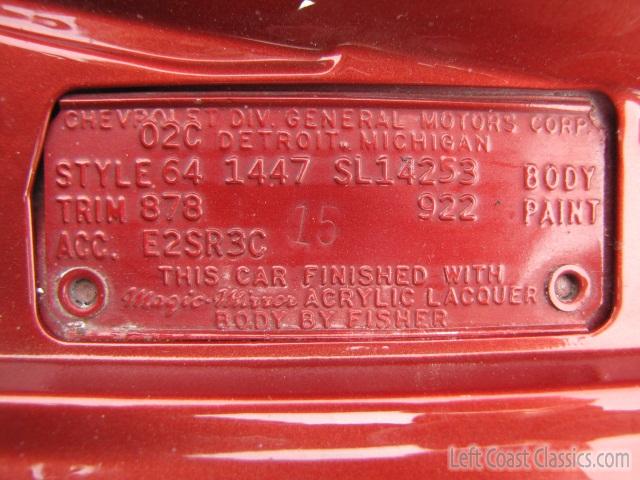 CHEVROLET DIV. GENERAL MOTORS CORP.
02C DETROIT, MICHIGAN
STYLE 64 1447 SL14253 BODY
TRIM 878 922 PAINT
ACC. E2SR3C 15
THIS CAR FINISHED WITH
Magic-Mirror ACRYLIC LACQUER
BODY BY FISHER
Left Coast Classics.com